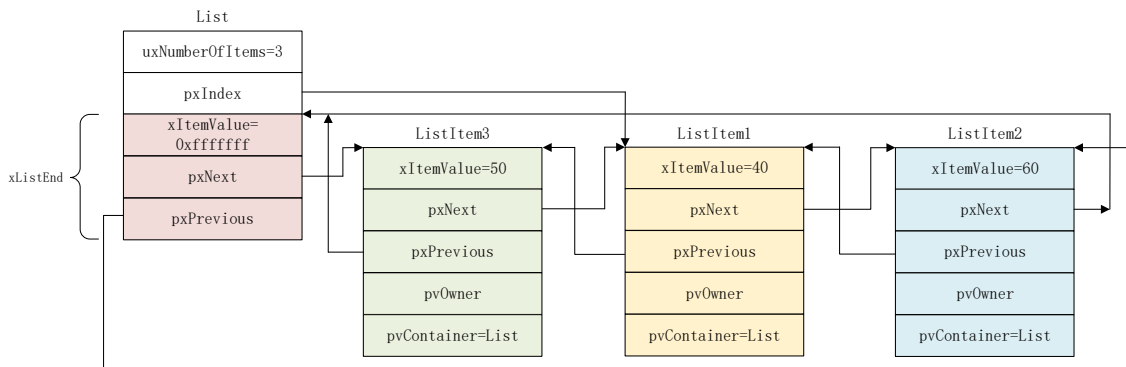 List
uxNumberOfItems=3
pxIndex
xItemValue=
0xfffffff
xListEnd
pxNext
pxPrevious
ListItem3
xItemValue=50
pxNext
pxPrevious
pvOwner
pvContainer=List
ListItem1
xItemValue=40
pxNext
pxPrevious
pvOwner
pvContainer=List
ListItem2
xItemValue=60
pxNext
pxPrevious
pvOwner
pvContainer=List